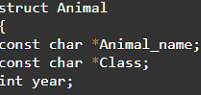 struct Animal
{
const char *Animal_name;
const char *Class;
int year;